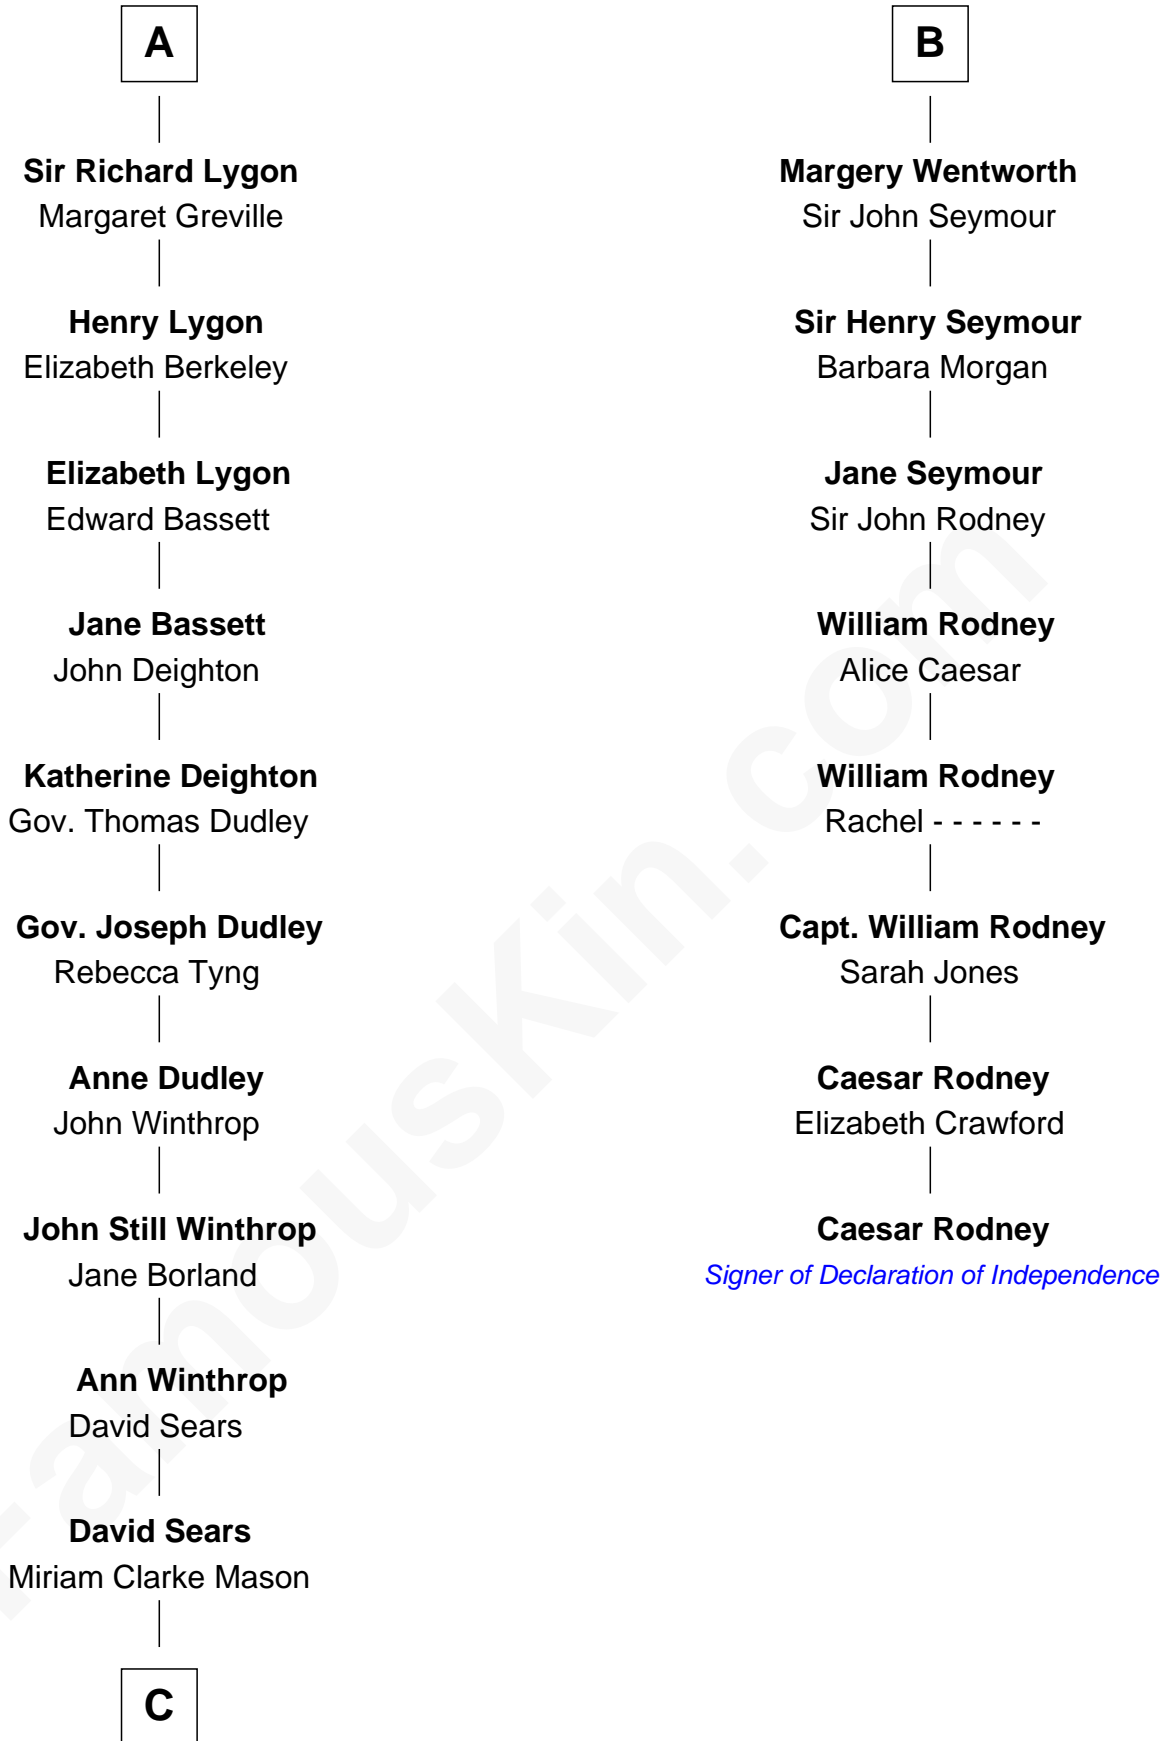 A
Sir Richard Lygon
Margaret Greville
Henry Lygon
Elizabeth Berkeley
Elizabeth Lygon
Edward Bassett
Jane Bassett
John Deighton
Katherine Deighton
Gov. Thomas Dudley
Gov. Joseph Dudley
Rebecca Tyng
Anne Dudley
John Winthrop
John Still Winthrop
Jane Borland
Ann Winthrop
David Sears
David Sears
Miriam Clarke Mason
C
B
Margery Wentworth
Sir John Seymour
Sir Henry Seymour
Barbara Morgan
Jane Seymour
Sir John Rodney
William Rodney
Alice Caesar
William Rodney
Rachel - - - - - -
Capt. William Rodney
Sarah Jones
Caesar Rodney
Elizabeth Crawford
Caesar Rodney
Signer of Declaration of Independence
FamousKin.com